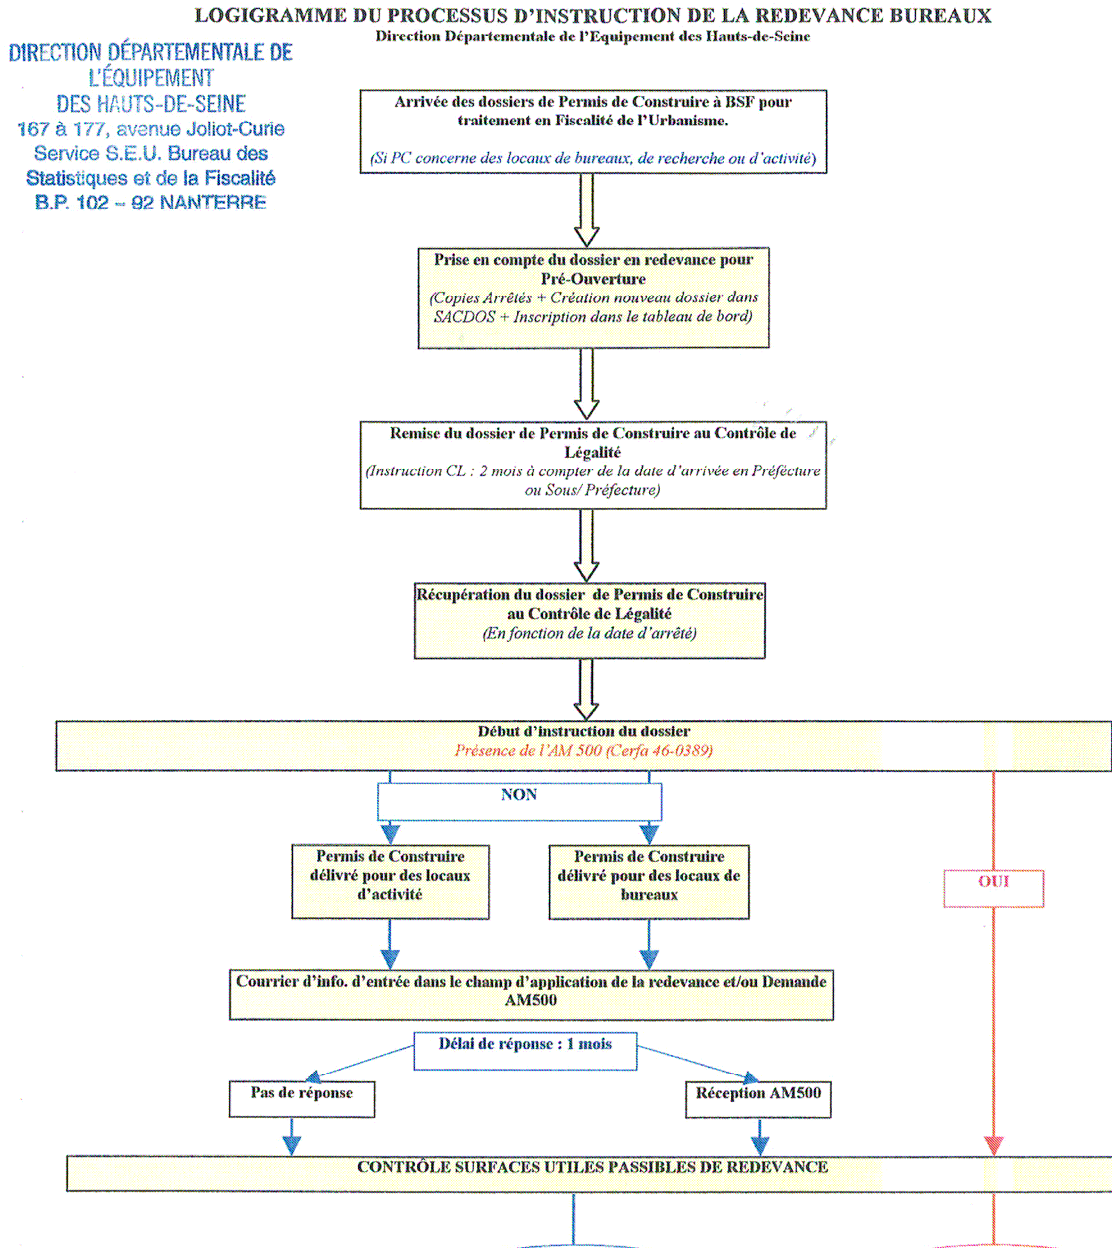 LOGIGRAMME DU PROCESSUS D'INSTRUCTION DE LA REDEVANCE BUREAUX
Direction Départementale de l'Equipement des Hauts-de-Seine
DIRECTION DÉPARTEMENTALE DE
L'ÉQUIPEMENT
DES HAUTS-DE-SEINE
167 à 177, avenue Joliot-Curie
Service S.E.U. Bureau des
Statistiques et de la Fiscalité
B.P. 102 – 92 NANTERRE
Arrivée des dossiers de Permis de Construire à BSF pour
traitement en Fiscalité de l'Urbanisme.
(Si PC concerne des locaux de bureaux, de recherche ou d'activité)
Prise en compte du dossier en redevance pour
Pré-Ouverture
(Copies Arrêtés + Création nouveau dossier dans
SACDOS + Inscription dans le tableau de bord)
Remise du dossier de Permis de Construire au Contrôle de
Légalité
(Instruction CL : 2 mois à compter de la date d'arrivée en Préfecture
ou Sous/ Préfecture)
Récupération du dossier de Permis de Construire
au Contrôle de Légalité
(En fonction de la date d'arrêté)
Début d'instruction du dossier
Présence de l'AM 500 (Cerfa 46-0389)
NON
Permis de Construire
délivré pour des locaux
d'activité
Permis de Construire
délivré pour des locaux de
bureaux
OUI
Courrier d'info. d'entrée dans le champ d'application de la redevance et/ou Demande
AM500
Délai de réponse : 1 mois
Pas de réponse
Réception AM500
CONTRÔLE SURFACES UTILES PASSIBLES DE REDEVANCE